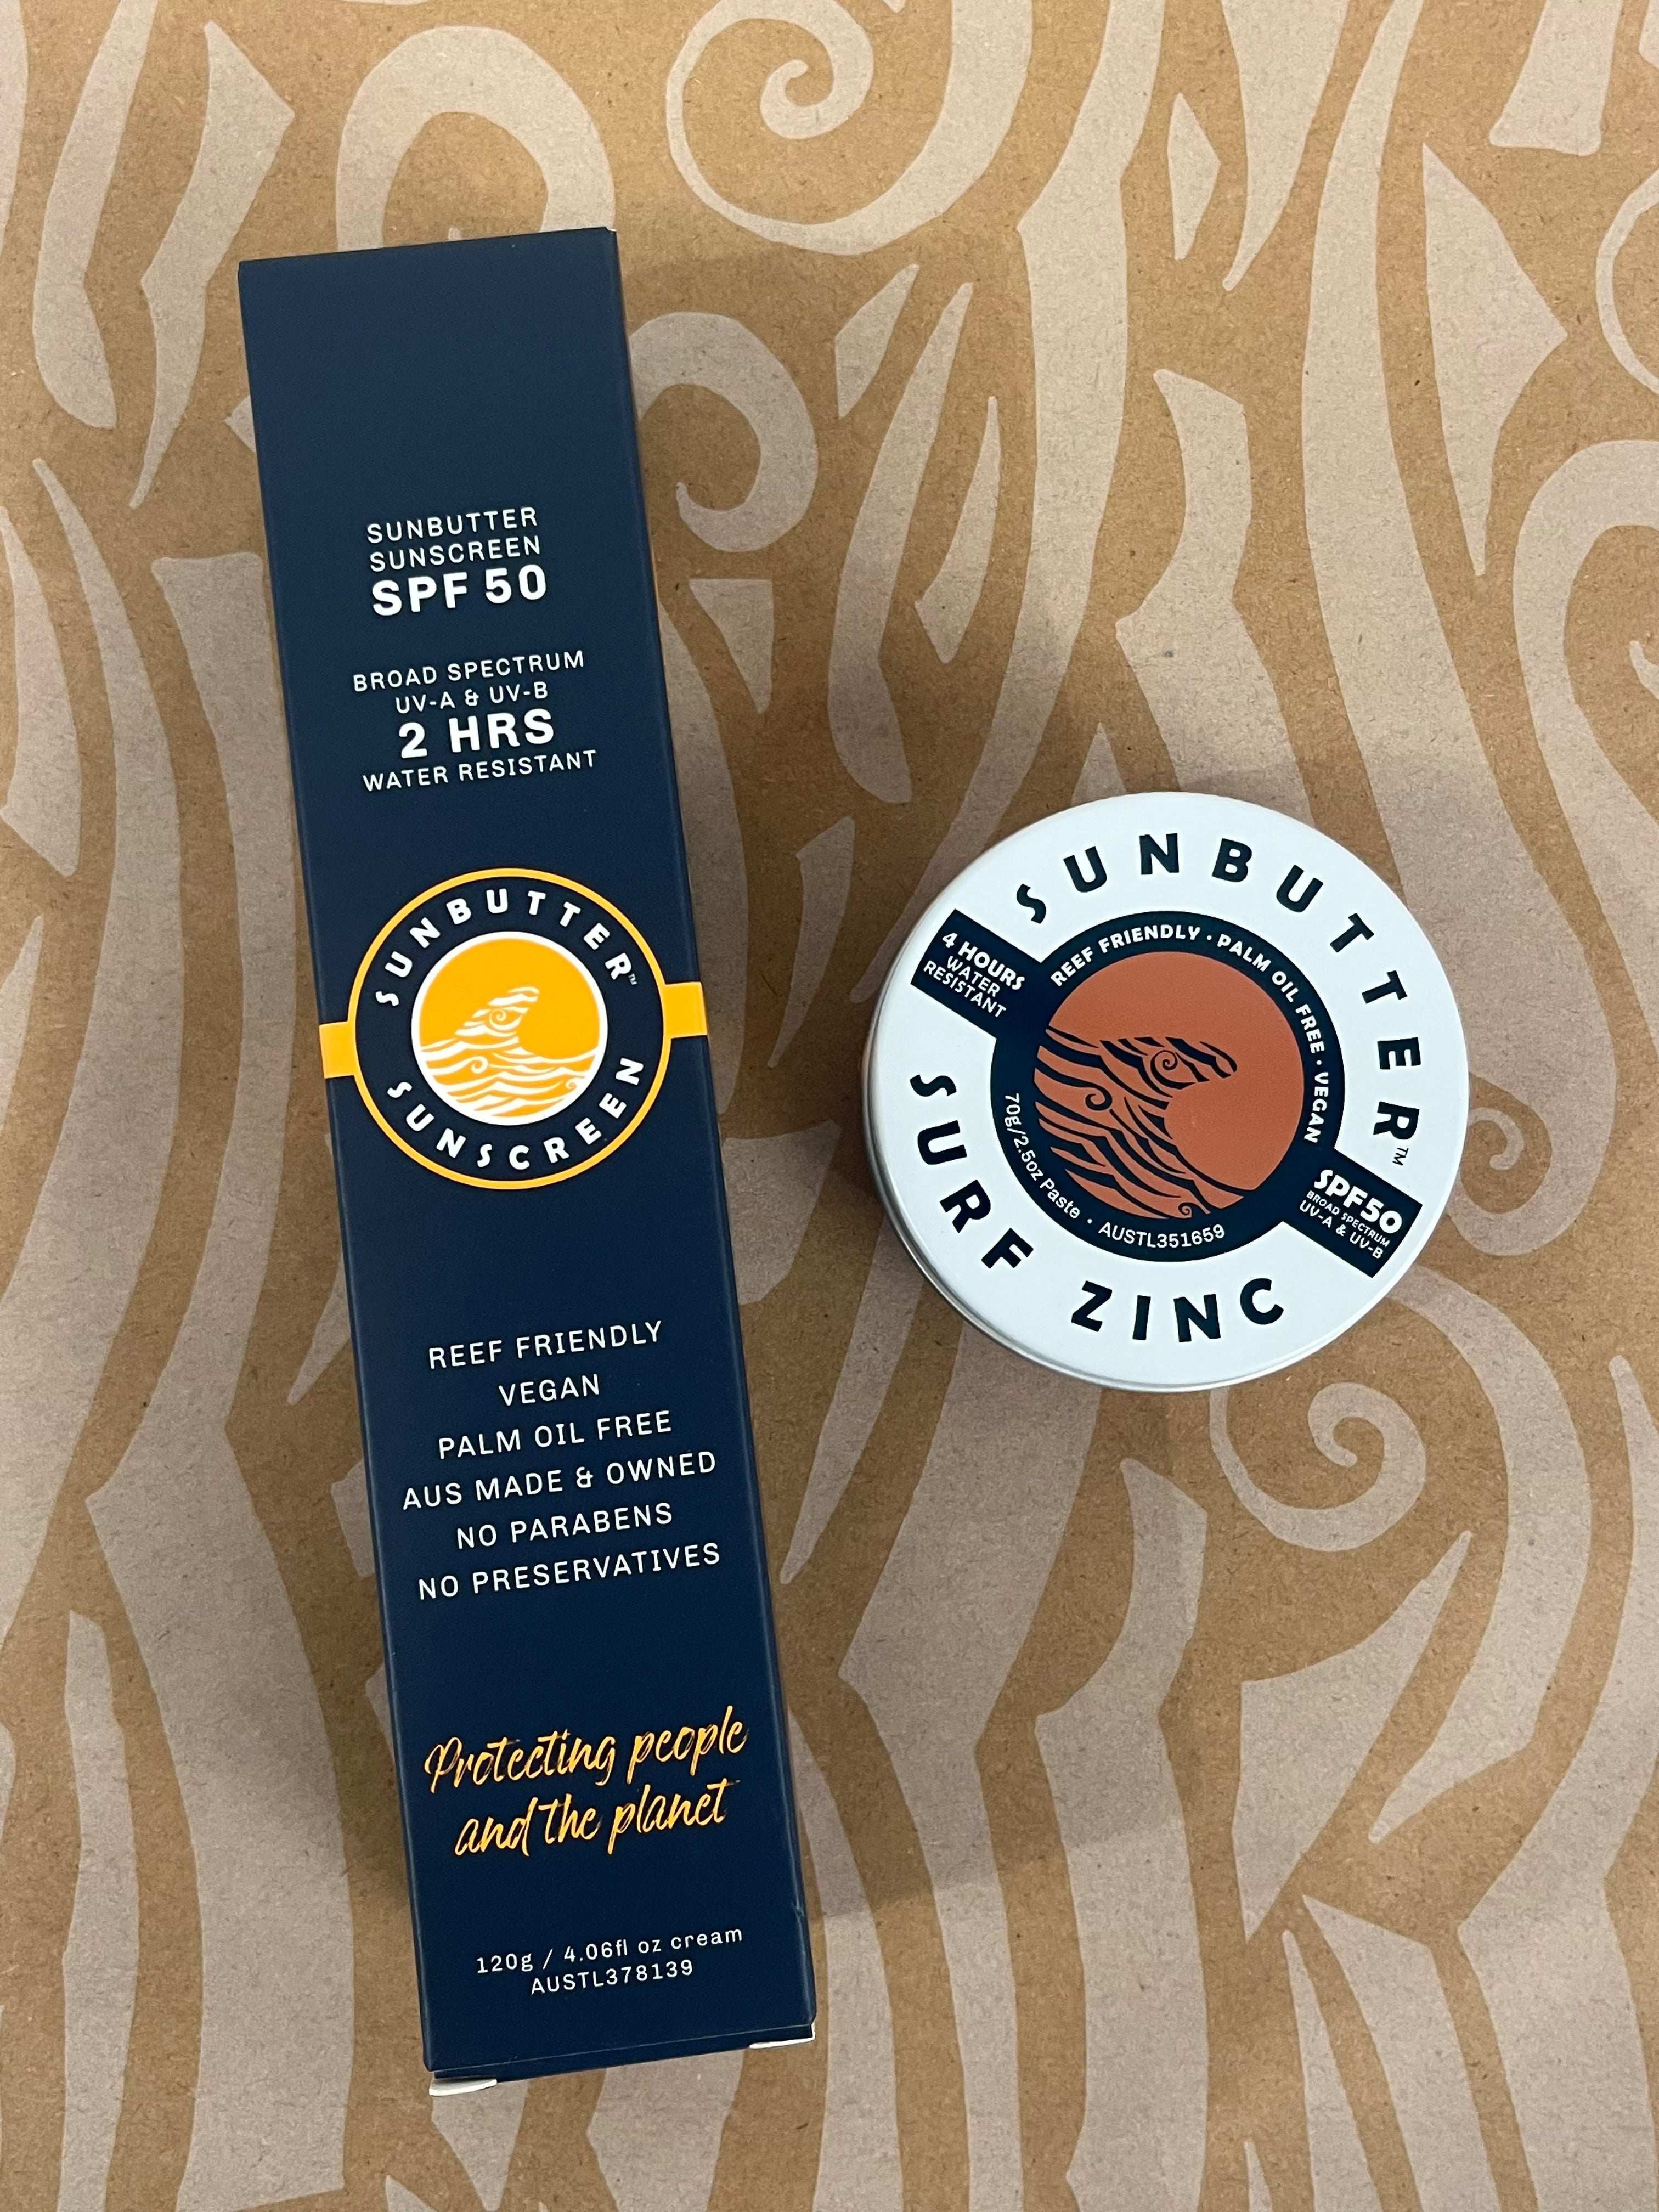 SUNBUTTER
SUNSCREEN
SPF 50
BROAD SPECTRUM
UV-A & UV-B
2 HRS
WATER RESISTANT
SUNBUTTER™
SUNSCREEN
REEF FRIENDLY
VEGAN
PALM OIL FREE
AUS MADE & OWNED
NO PARABENS
NO PRESERVATIVES
Protecting people
and the planet
120g / 4.06fl oz cream
AUSTL378139
SUNBUTTER™
4 HOURS
WATER
RESISTANT
REEF FRIENDLY · PALM OIL FREE · VEGAN
SPF50
BROAD SPECTRUM
UV-A & UV-B
70g/2.5oz Paste · AUSTL351659
SURF ZINC